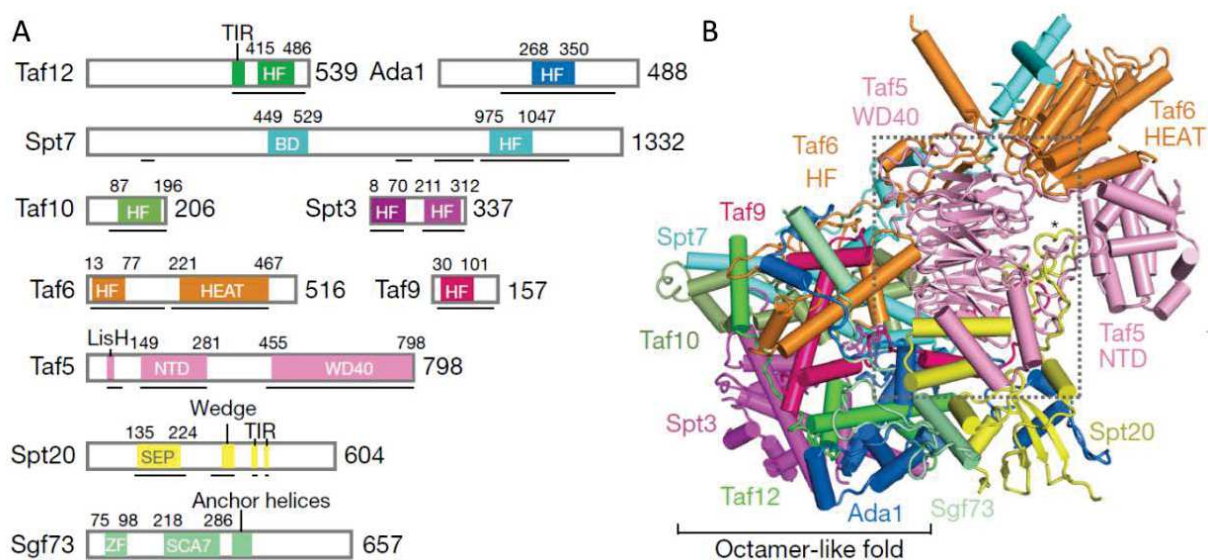 A
TIR
415 486
268 350
Taf12 HF 539 Ada1 HF 488
449 529 975 1047
Spt7 BD HF 1332
87 196 8 70 211 312
Taf10 HF 206 Spt3 HF HF 337
13 77 221 467 30 101
Taf6 HF HEAT 516 Taf9 HF 157
LisH 149 281 455 798
Taf5 NTD WD40 798
Wedge
135 224 TIR
Spt20 SEP 604
Anchor helices
75 98 218 286
Sgf73 ZF SCA7 657
B
Taf5
WD40
Taf6
HEAT
Taf6
HF
Taf9
Spt7
*
Taf10
Taf5
NTD
Spt3
Spt20
Taf12
Ada1
Sgf73
Octamer-like fold